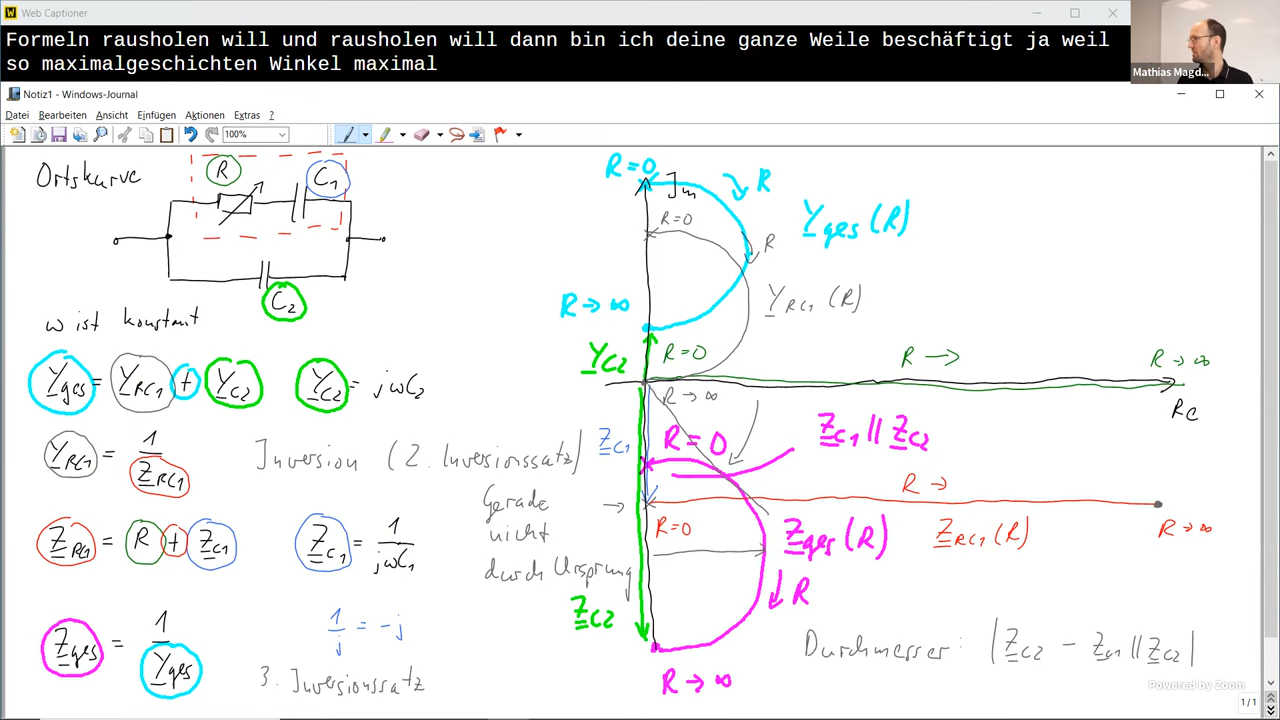 Web Captioner
Formeln rausholen will und rausholen will dann bin ich deine ganze Weile beschäftigt ja weil
so maximalgeschichten Winkel maximal
Mathias Magd...
Notiz1 - Windows-Journal
Datei Bearbeiten Ansicht Einfügen Aktionen Extras ?
100%
Ortskurve
R
C1
C2
ω ist konstant
Yges = YRC1 + YC2
YC2 = jωC2
YRC1 = 1/ZRC1
Inversion (2. Inversionssatz)
ZRC1 = R + ZC1
ZC1 = 1/jωC1
Gerade
nicht
durch Ursprung
Zges = 1/Yges
1/j = -j
3. Inversionssatz
R=0
Jm
R
Yges (R)
R=0
R
YRC1 (R)
R → ∞
YC2
R=0
R →
R → ∞
R → ∞
Re
ZC1
R=0
ZC1 || ZC2
R →
R=0
Zges (R)
ZRC1 (R)
R → ∞
R
ZC2
R → ∞
Durchmesser: |ZC2 - ZC1 || ZC2|
Powered by Zoom
1/1